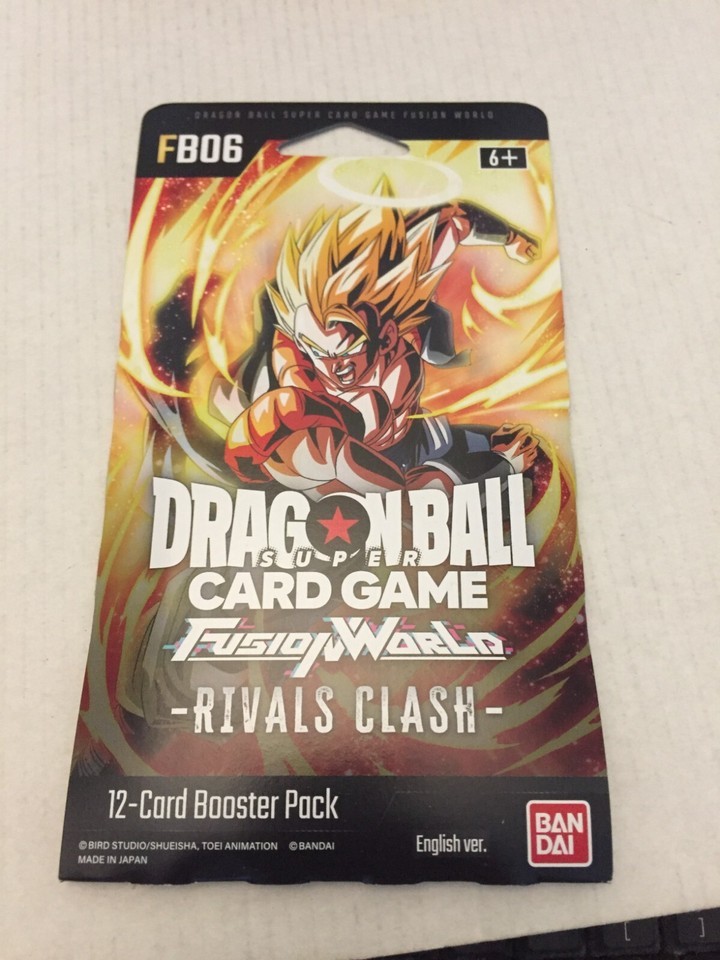 DRAGON BALL SUPER CARD GAME FUSION WORLD
FB06
6+
DRAGON BALL
SUPER
CARD GAME
FUSION WORLD
-RIVALS CLASH-
12-Card Booster Pack
©BIRD STUDIO/SHUEISHA, TOEI ANIMATION ©BANDAI
MADE IN JAPAN
English ver.
BAN
DAI
[
]